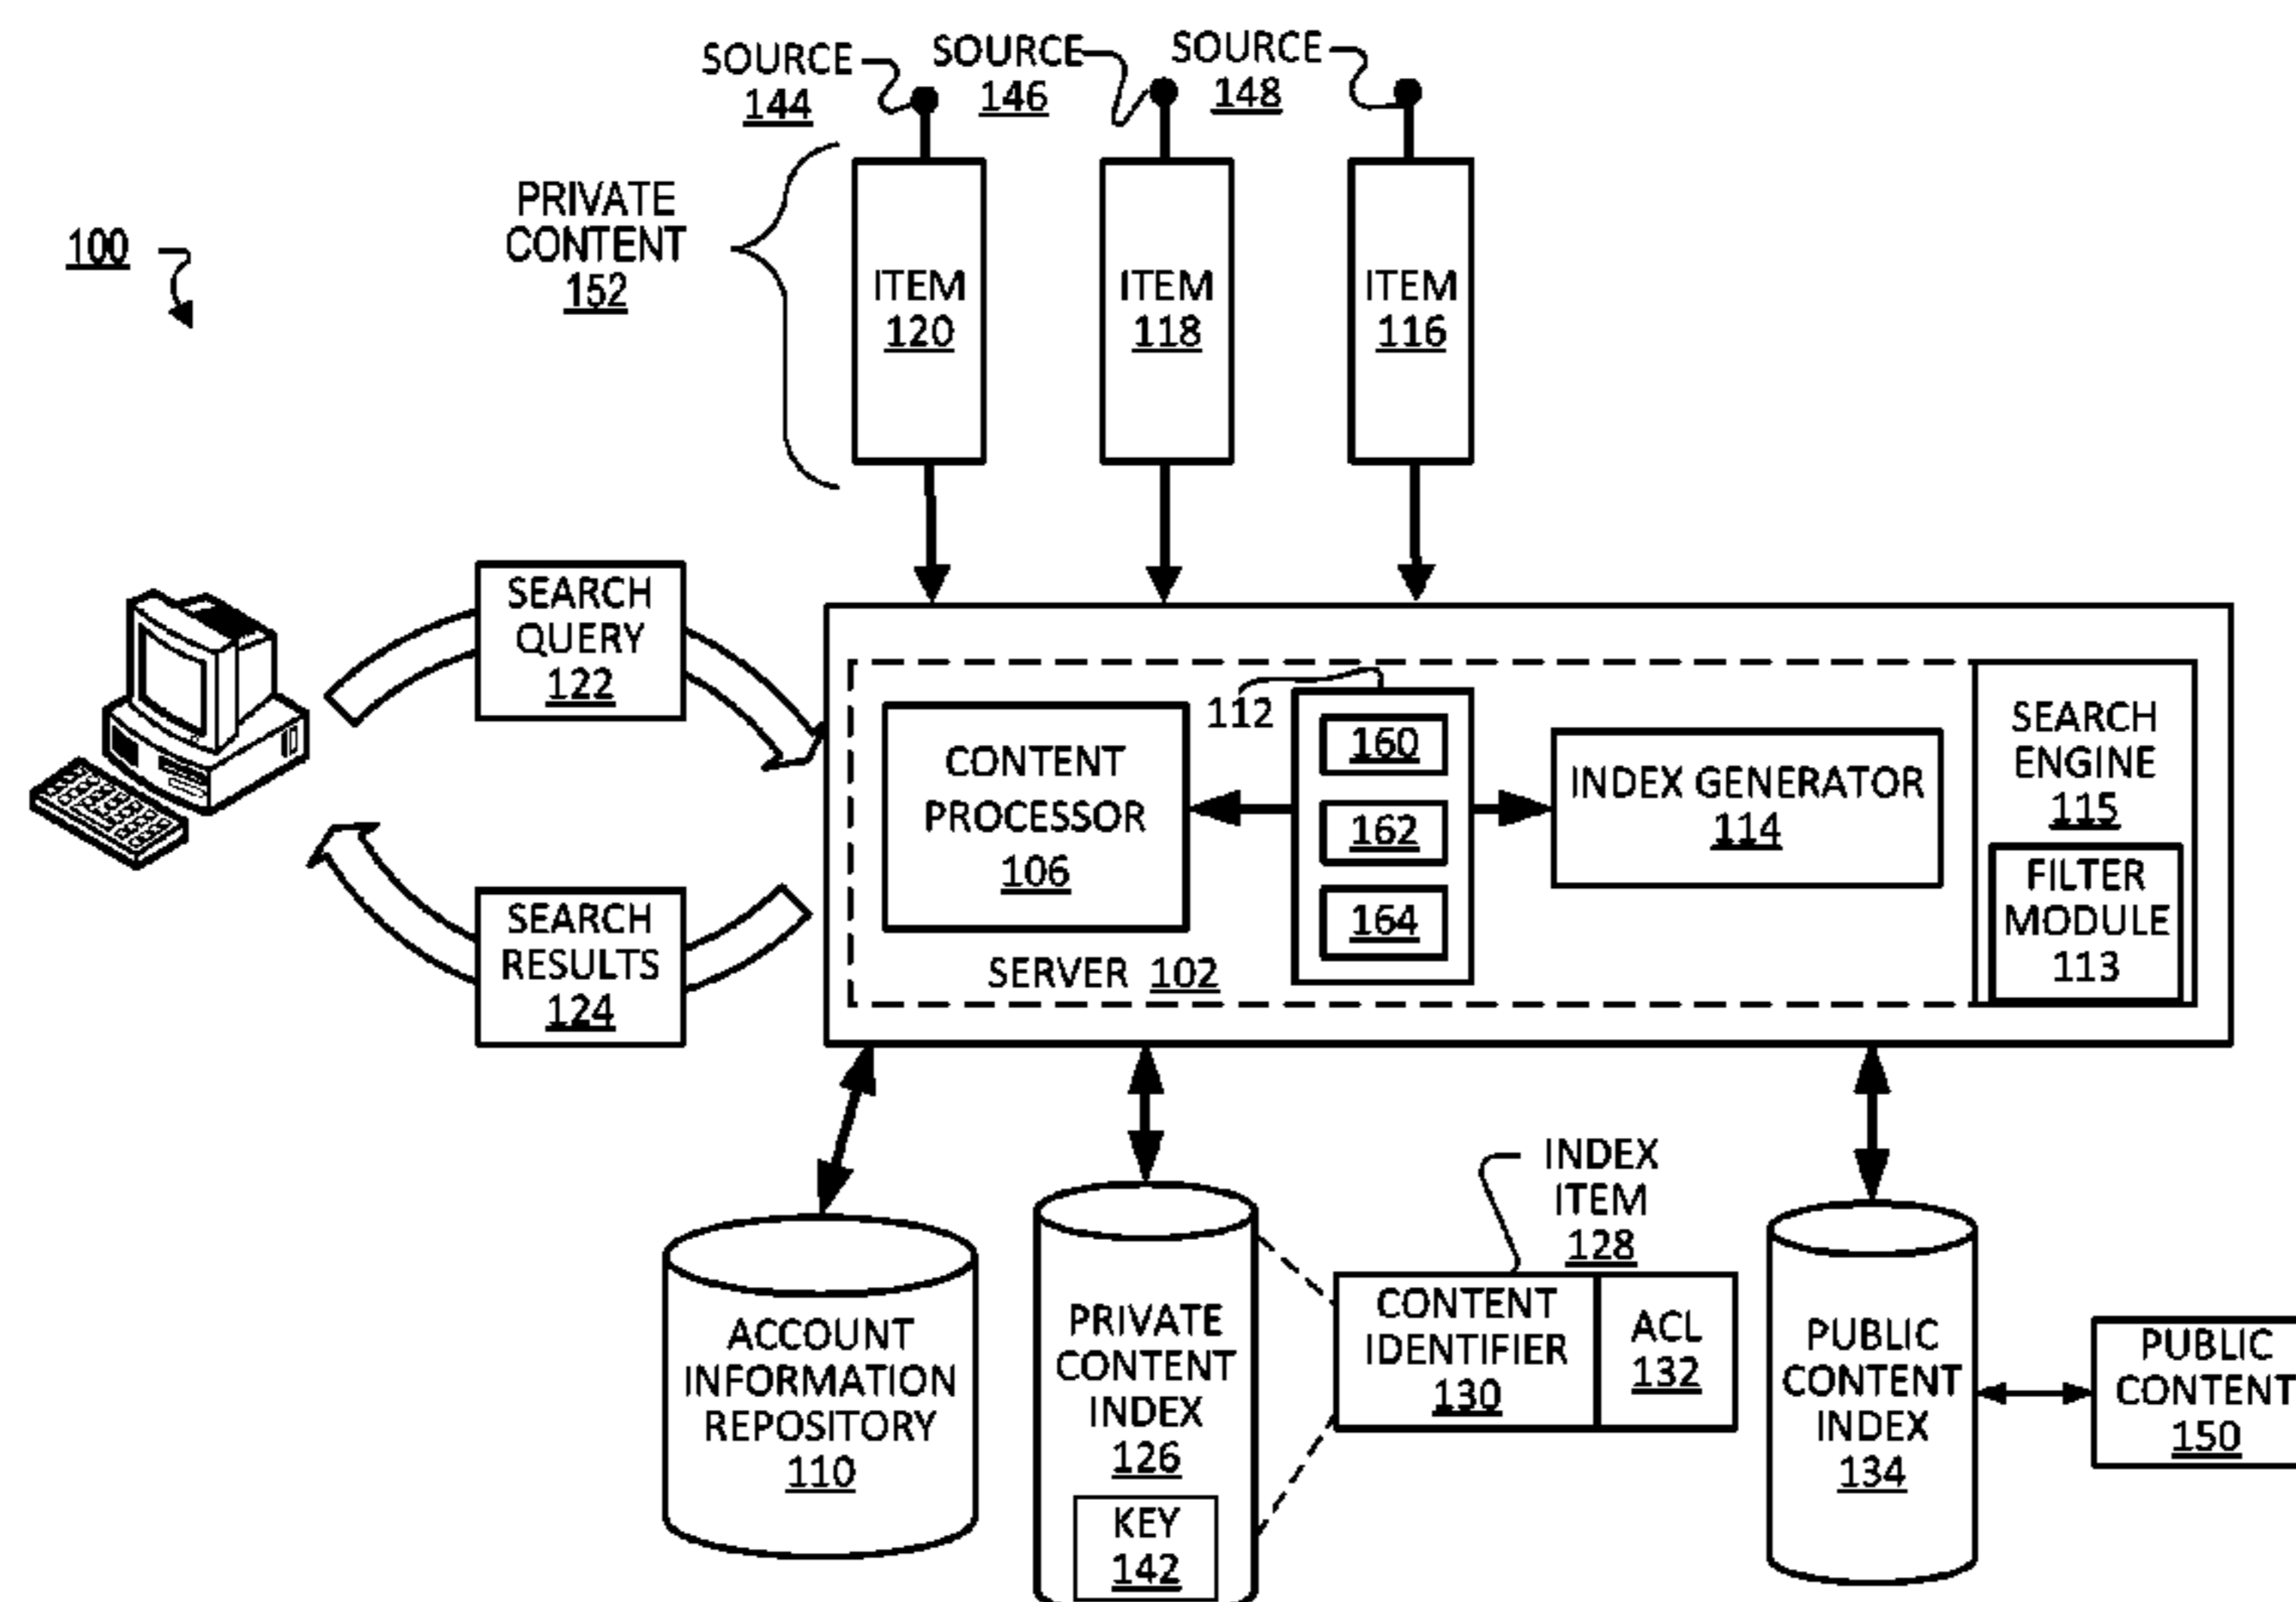 SOURCE
144
SOURCE
146
SOURCE
148
PRIVATE
CONTENT
152
100
ITEM
120
ITEM
118
ITEM
116
SEARCH
QUERY
122
SEARCH
RESULTS
124
CONTENT
PROCESSOR
106
SERVER 102
112
160
162
164
INDEX GENERATOR
114
SEARCH
ENGINE
115
FILTER
MODULE
113
ACCOUNT
INFORMATION
REPOSITORY
110
PRIVATE
CONTENT
INDEX
126
KEY
142
INDEX
ITEM
128
CONTENT
IDENTIFIER
130
ACL
132
PUBLIC
CONTENT
INDEX
134
PUBLIC
CONTENT
150